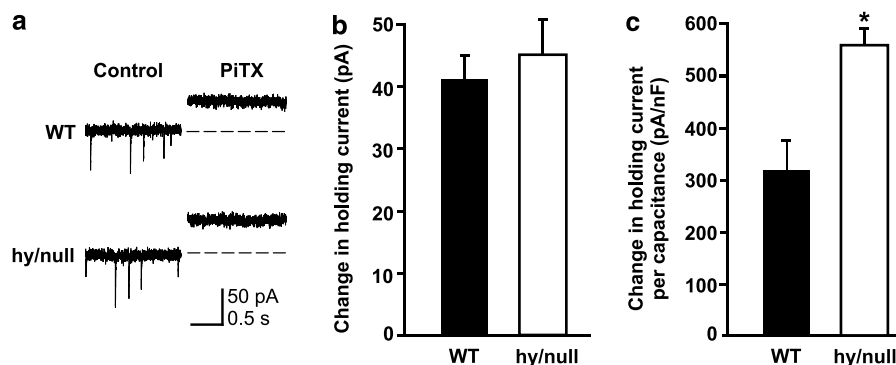 a
Control
PiTX
WT
hy/null
50 pA
0.5 s
b
Change in holding current (pA)
50
40
30
20
10
0
WT
hy/null
c
Change in holding current
per capacitance (pA/nF)
600
500
400
300
200
100
0
*
WT
hy/null